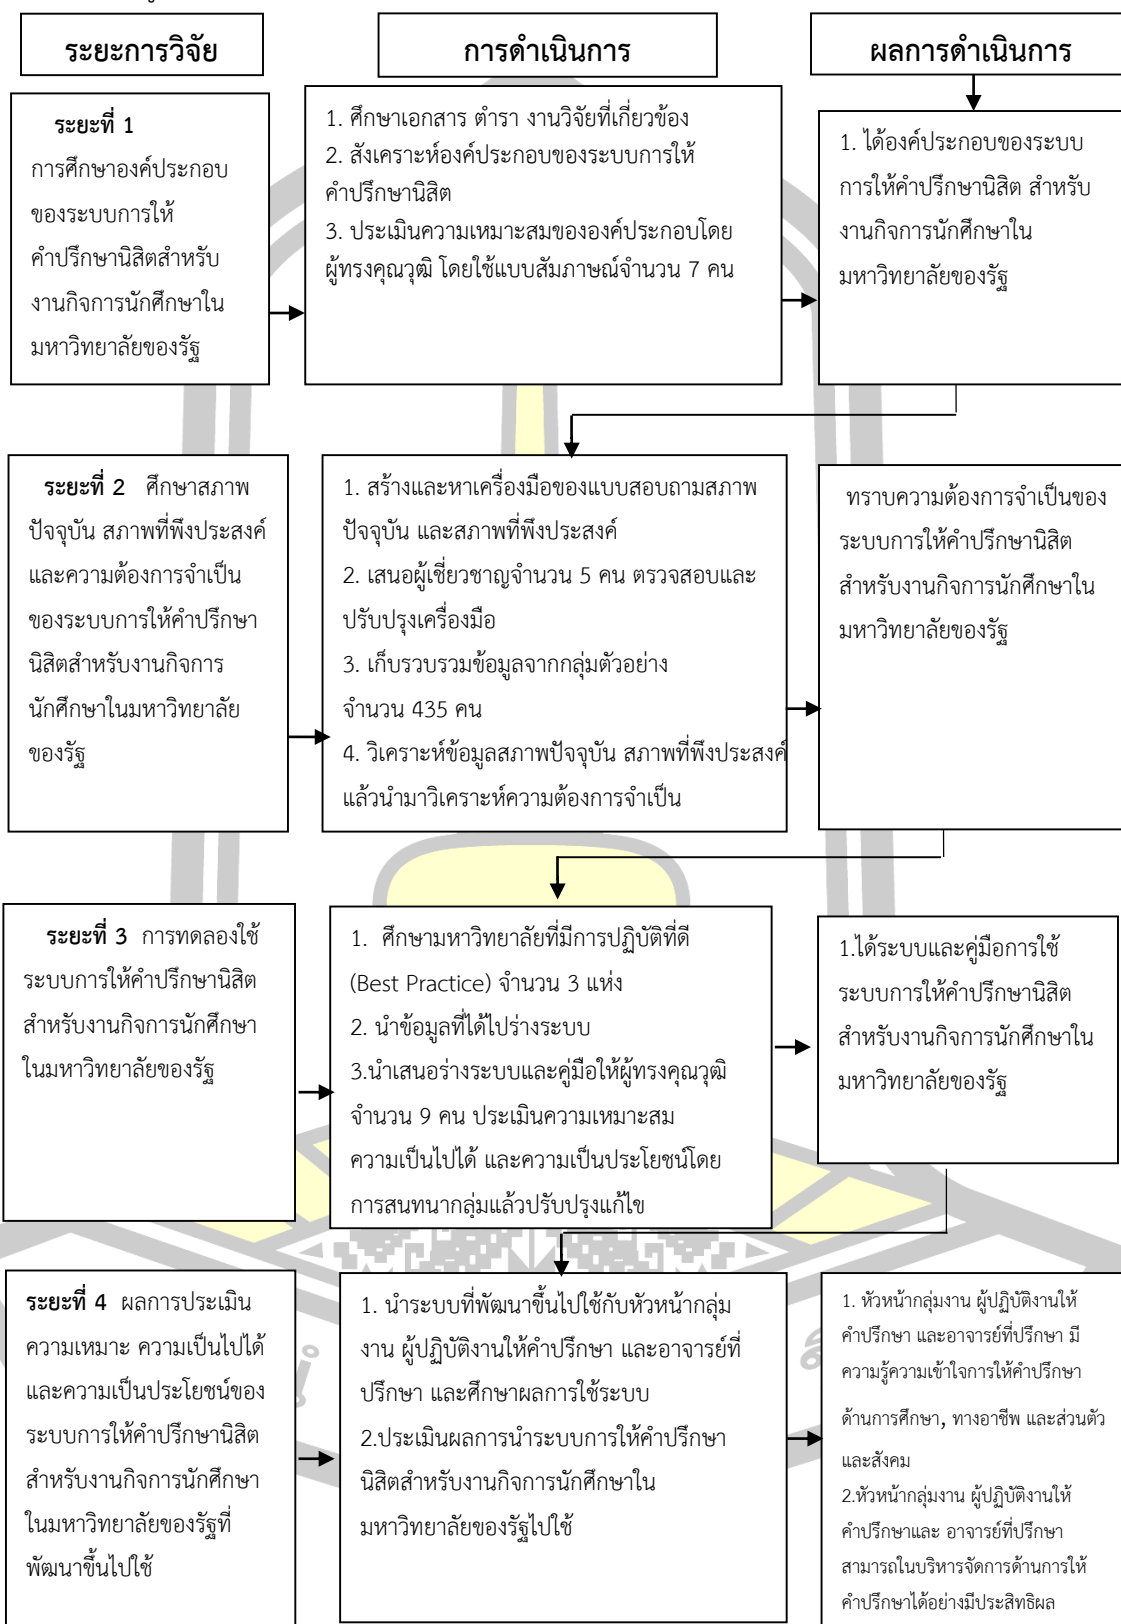 ระยะการวิจัย
การดำเนินการ
ผลการดำเนินการ
ระยะที่ 1
การศึกษาองค์ประกอบ
ของระบบการให้
คำปรึกษานิสิตสำหรับ
งานกิจการนักศึกษาใน
มหาวิทยาลัยของรัฐ
1. ศึกษาเอกสาร ตำรา งานวิจัยที่เกี่ยวข้อง
2. สังเคราะห์องค์ประกอบของระบบการให้
คำปรึกษานิสิต
3. ประเมินความเหมาะสมขององค์ประกอบโดย
ผู้ทรงคุณวุฒิ โดยใช้แบบสัมภาษณ์จำนวน 7 คน
1. ได้องค์ประกอบของระบบ
การให้คำปรึกษานิสิต สำหรับ
งานกิจการนักศึกษาใน
มหาวิทยาลัยของรัฐ
ระยะที่ 2 ศึกษาสภาพ
ปัจจุบัน สภาพที่พึงประสงค์
และความต้องการจำเป็น
ของระบบการให้คำปรึกษา
นิสิตสำหรับงานกิจการ
นักศึกษาในมหาวิทยาลัย
ของรัฐ
1. สร้างและหาเครื่องมือของแบบสอบถามสภาพ
ปัจจุบัน และสภาพที่พึงประสงค์
2. เสนอผู้เชี่ยวชาญจำนวน 5 คน ตรวจสอบและ
ปรับปรุงเครื่องมือ
3. เก็บรวบรวมข้อมูลจากกลุ่มตัวอย่าง
จำนวน 435 คน
4. วิเคราะห์ข้อมูลสภาพปัจจุบัน สภาพที่พึงประสงค์
แล้วนำมาวิเคราะห์ความต้องการจำเป็น
ทราบความต้องการจำเป็นของ
ระบบการให้คำปรึกษานิสิต
สำหรับงานกิจการนักศึกษาใน
มหาวิทยาลัยของรัฐ
ระยะที่ 3 การทดลองใช้
ระบบการให้คำปรึกษานิสิต
สำหรับงานกิจการนักศึกษา
ในมหาวิทยาลัยของรัฐ
1. ศึกษามหาวิทยาลัยที่มีการปฏิบัติที่ดี
(Best Practice) จำนวน 3 แห่ง
2. นำข้อมูลที่ได้ไปร่างระบบ
3.นำเสนอร่างระบบและคู่มือให้ผู้ทรงคุณวุฒิ
จำนวน 9 คน ประเมินความเหมาะสม
ความเป็นไปได้ และความเป็นประโยชน์โดย
การสนทนากลุ่มแล้วปรับปรุงแก้ไข
1.ได้ระบบและคู่มือการใช้
ระบบการให้คำปรึกษานิสิต
สำหรับงานกิจการนักศึกษาใน
มหาวิทยาลัยของรัฐ
ระยะที่ 4 ผลการประเมิน
ความเหมาะ ความเป็นไปได้
และความเป็นประโยชน์ของ
ระบบการให้คำปรึกษานิสิต
สำหรับงานกิจการนักศึกษา
ในมหาวิทยาลัยของรัฐที่
พัฒนาขึ้นไปใช้
1. นำระบบที่พัฒนาขึ้นไปใช้กับหัวหน้ากลุ่ม
งาน ผู้ปฏิบัติงานให้คำปรึกษา และอาจารย์ที่
ปรึกษา และศึกษาผลการใช้ระบบ
2.ประเมินผลการนำระบบการให้คำปรึกษา
นิสิตสำหรับงานกิจการนักศึกษาใน
มหาวิทยาลัยของรัฐไปใช้
1. หัวหน้ากลุ่มงาน ผู้ปฏิบัติงานให้
คำปรึกษา และอาจารย์ที่ปรึกษา มี
ความรู้ความเข้าใจการให้คำปรึกษา
ด้านการศึกษา, ทางอาชีพ และส่วนตัว
และสังคม
2.หัวหน้ากลุ่มงาน ผู้ปฏิบัติงานให้
คำปรึกษาและ อาจารย์ที่ปรึกษา
สามารถในบริหารจัดการด้านการให้
คำปรึกษาได้อย่างมีประสิทธิผล